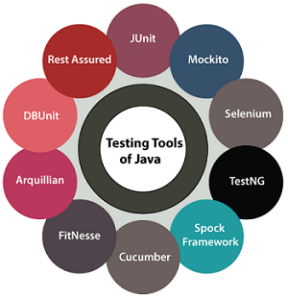 Testing Tools
of Java
JUnit
Mockito
Selenium
TestNG
Spock
Framework
Cucumber
FitNesse
Arquillian
DBUnit
Rest Assured